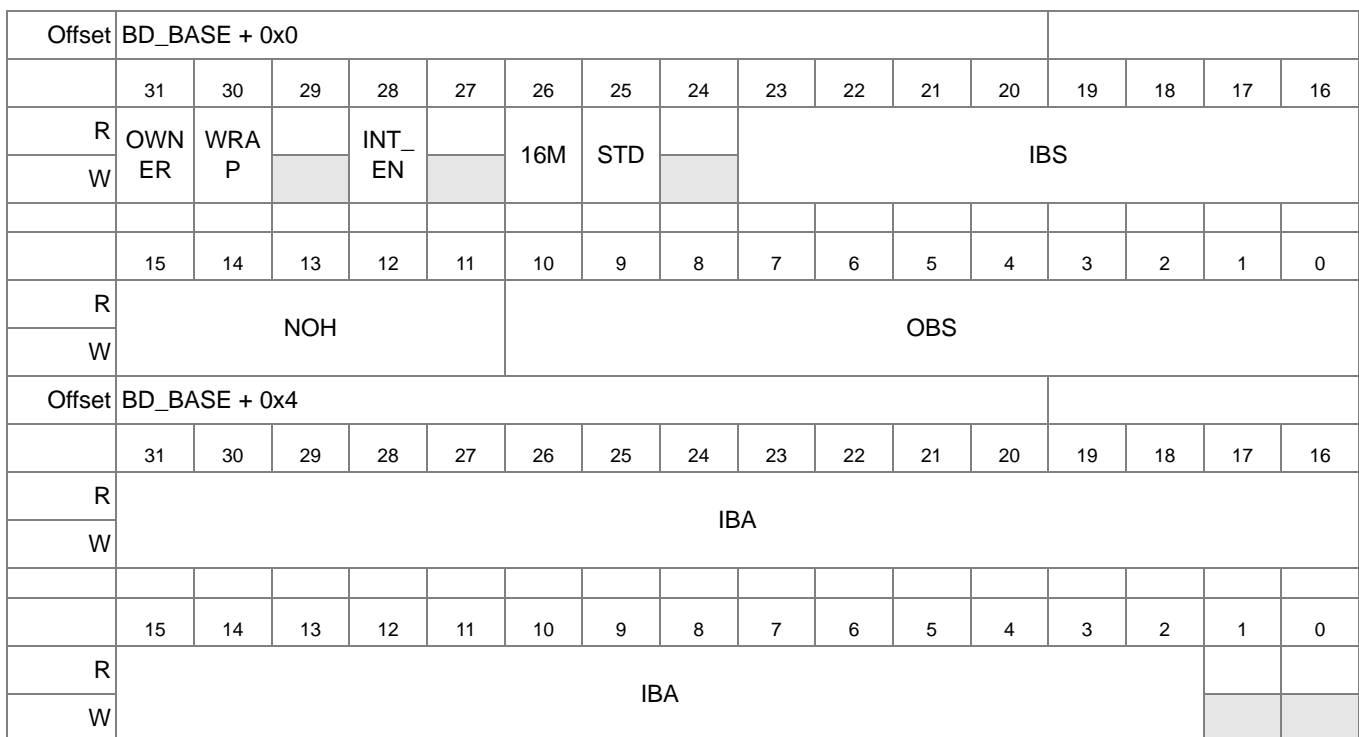 Offset BD_BASE + 0x0
31 30 29 28 27 26 25 24 23 22 21 20 19 18 17 16
R
W
OWN
ER
WRA
P
INT_
EN
16M
STD
IBS
15 14 13 12 11 10 9 8 7 6 5 4 3 2 1 0
R
W
NOH
OBS
Offset BD_BASE + 0x4
31 30 29 28 27 26 25 24 23 22 21 20 19 18 17 16
R
W
IBA
15 14 13 12 11 10 9 8 7 6 5 4 3 2 1 0
R
W
IBA